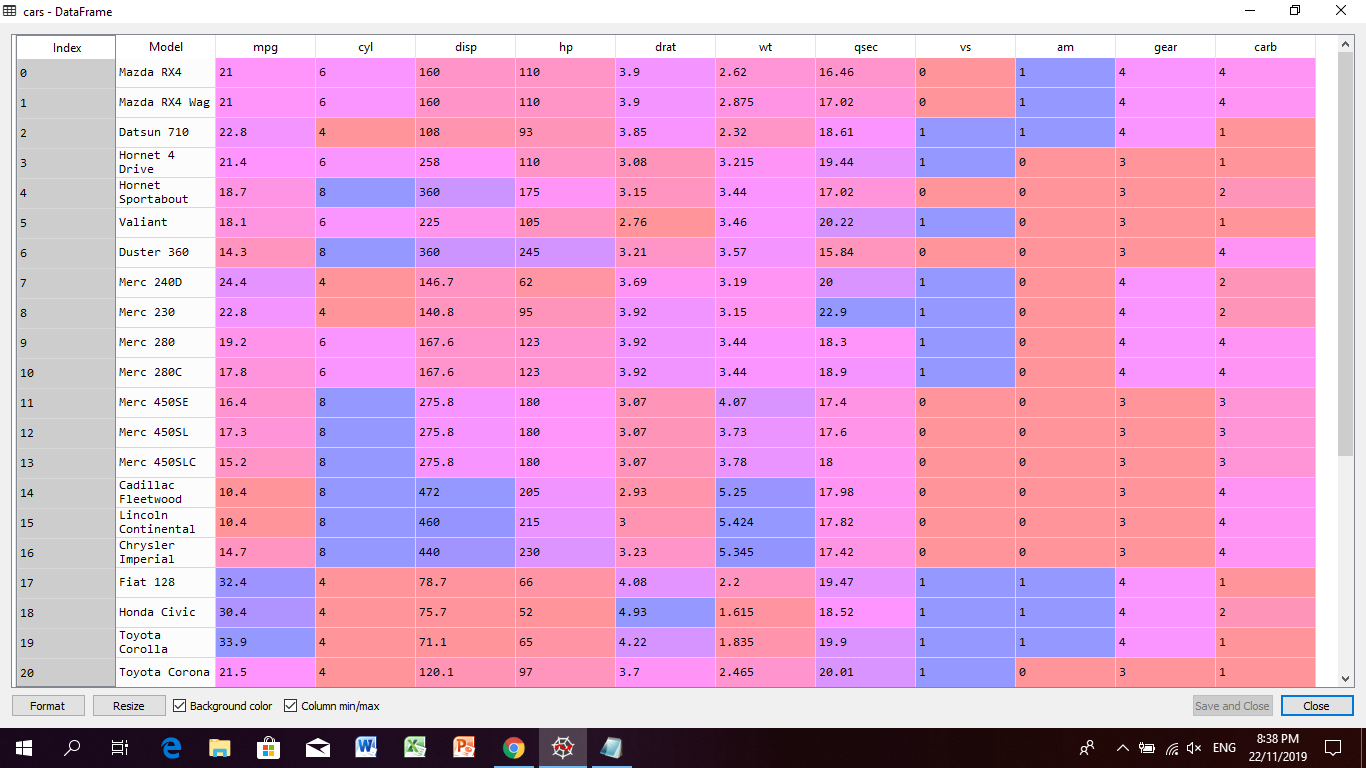 cars - DataFrame
Index Model mpg cyl disp hp drat wt qsec vs am gear carb
0 Mazda RX4 21 6 160 110 3.9 2.62 16.46 0 1 4 4
1 Mazda RX4 Wag 21 6 160 110 3.9 2.875 17.02 0 1 4 4
2 Datsun 710 22.8 4 108 93 3.85 2.32 18.61 1 1 4 1
3 Hornet 4 Drive 21.4 6 258 110 3.08 3.215 19.44 1 0 3 1
4 Hornet Sportabout 18.7 8 360 175 3.15 3.44 17.02 0 0 3 2
5 Valiant 18.1 6 225 105 2.76 3.46 20.22 1 0 3 1
6 Duster 360 14.3 8 360 245 3.21 3.57 15.84 0 0 3 4
7 Merc 240D 24.4 4 146.7 62 3.69 3.19 20 1 0 4 2
8 Merc 230 22.8 4 140.8 95 3.92 3.15 22.9 1 0 4 2
9 Merc 280 19.2 6 167.6 123 3.92 3.44 18.3 1 0 4 4
10 Merc 280C 17.8 6 167.6 123 3.92 3.44 18.9 1 0 4 4
11 Merc 450SE 16.4 8 275.8 180 3.07 4.07 17.4 0 0 3 3
12 Merc 450SL 17.3 8 275.8 180 3.07 3.73 17.6 0 0 3 3
13 Merc 450SLC 15.2 8 275.8 180 3.07 3.78 18 0 0 3 3
14 Cadillac Fleetwood 10.4 8 472 205 2.93 5.25 17.98 0 0 3 4
15 Lincoln Continental 10.4 8 460 215 3 5.424 17.82 0 0 3 4
16 Chrysler Imperial 14.7 8 440 230 3.23 5.345 17.42 0 0 3 4
17 Fiat 128 32.4 4 78.7 66 4.08 2.2 19.47 1 1 4 1
18 Honda Civic 30.4 4 75.7 52 4.93 1.615 18.52 1 1 4 2
19 Toyota Corolla 33.9 4 71.1 65 4.22 1.835 19.9 1 1 4 1
20 Toyota Corona 21.5 4 120.1 97 3.7 2.465 20.01 1 0 3 1
Format Resize Background color Column min/max Save and Close Close
ENG 8:38 PM
22/11/2019